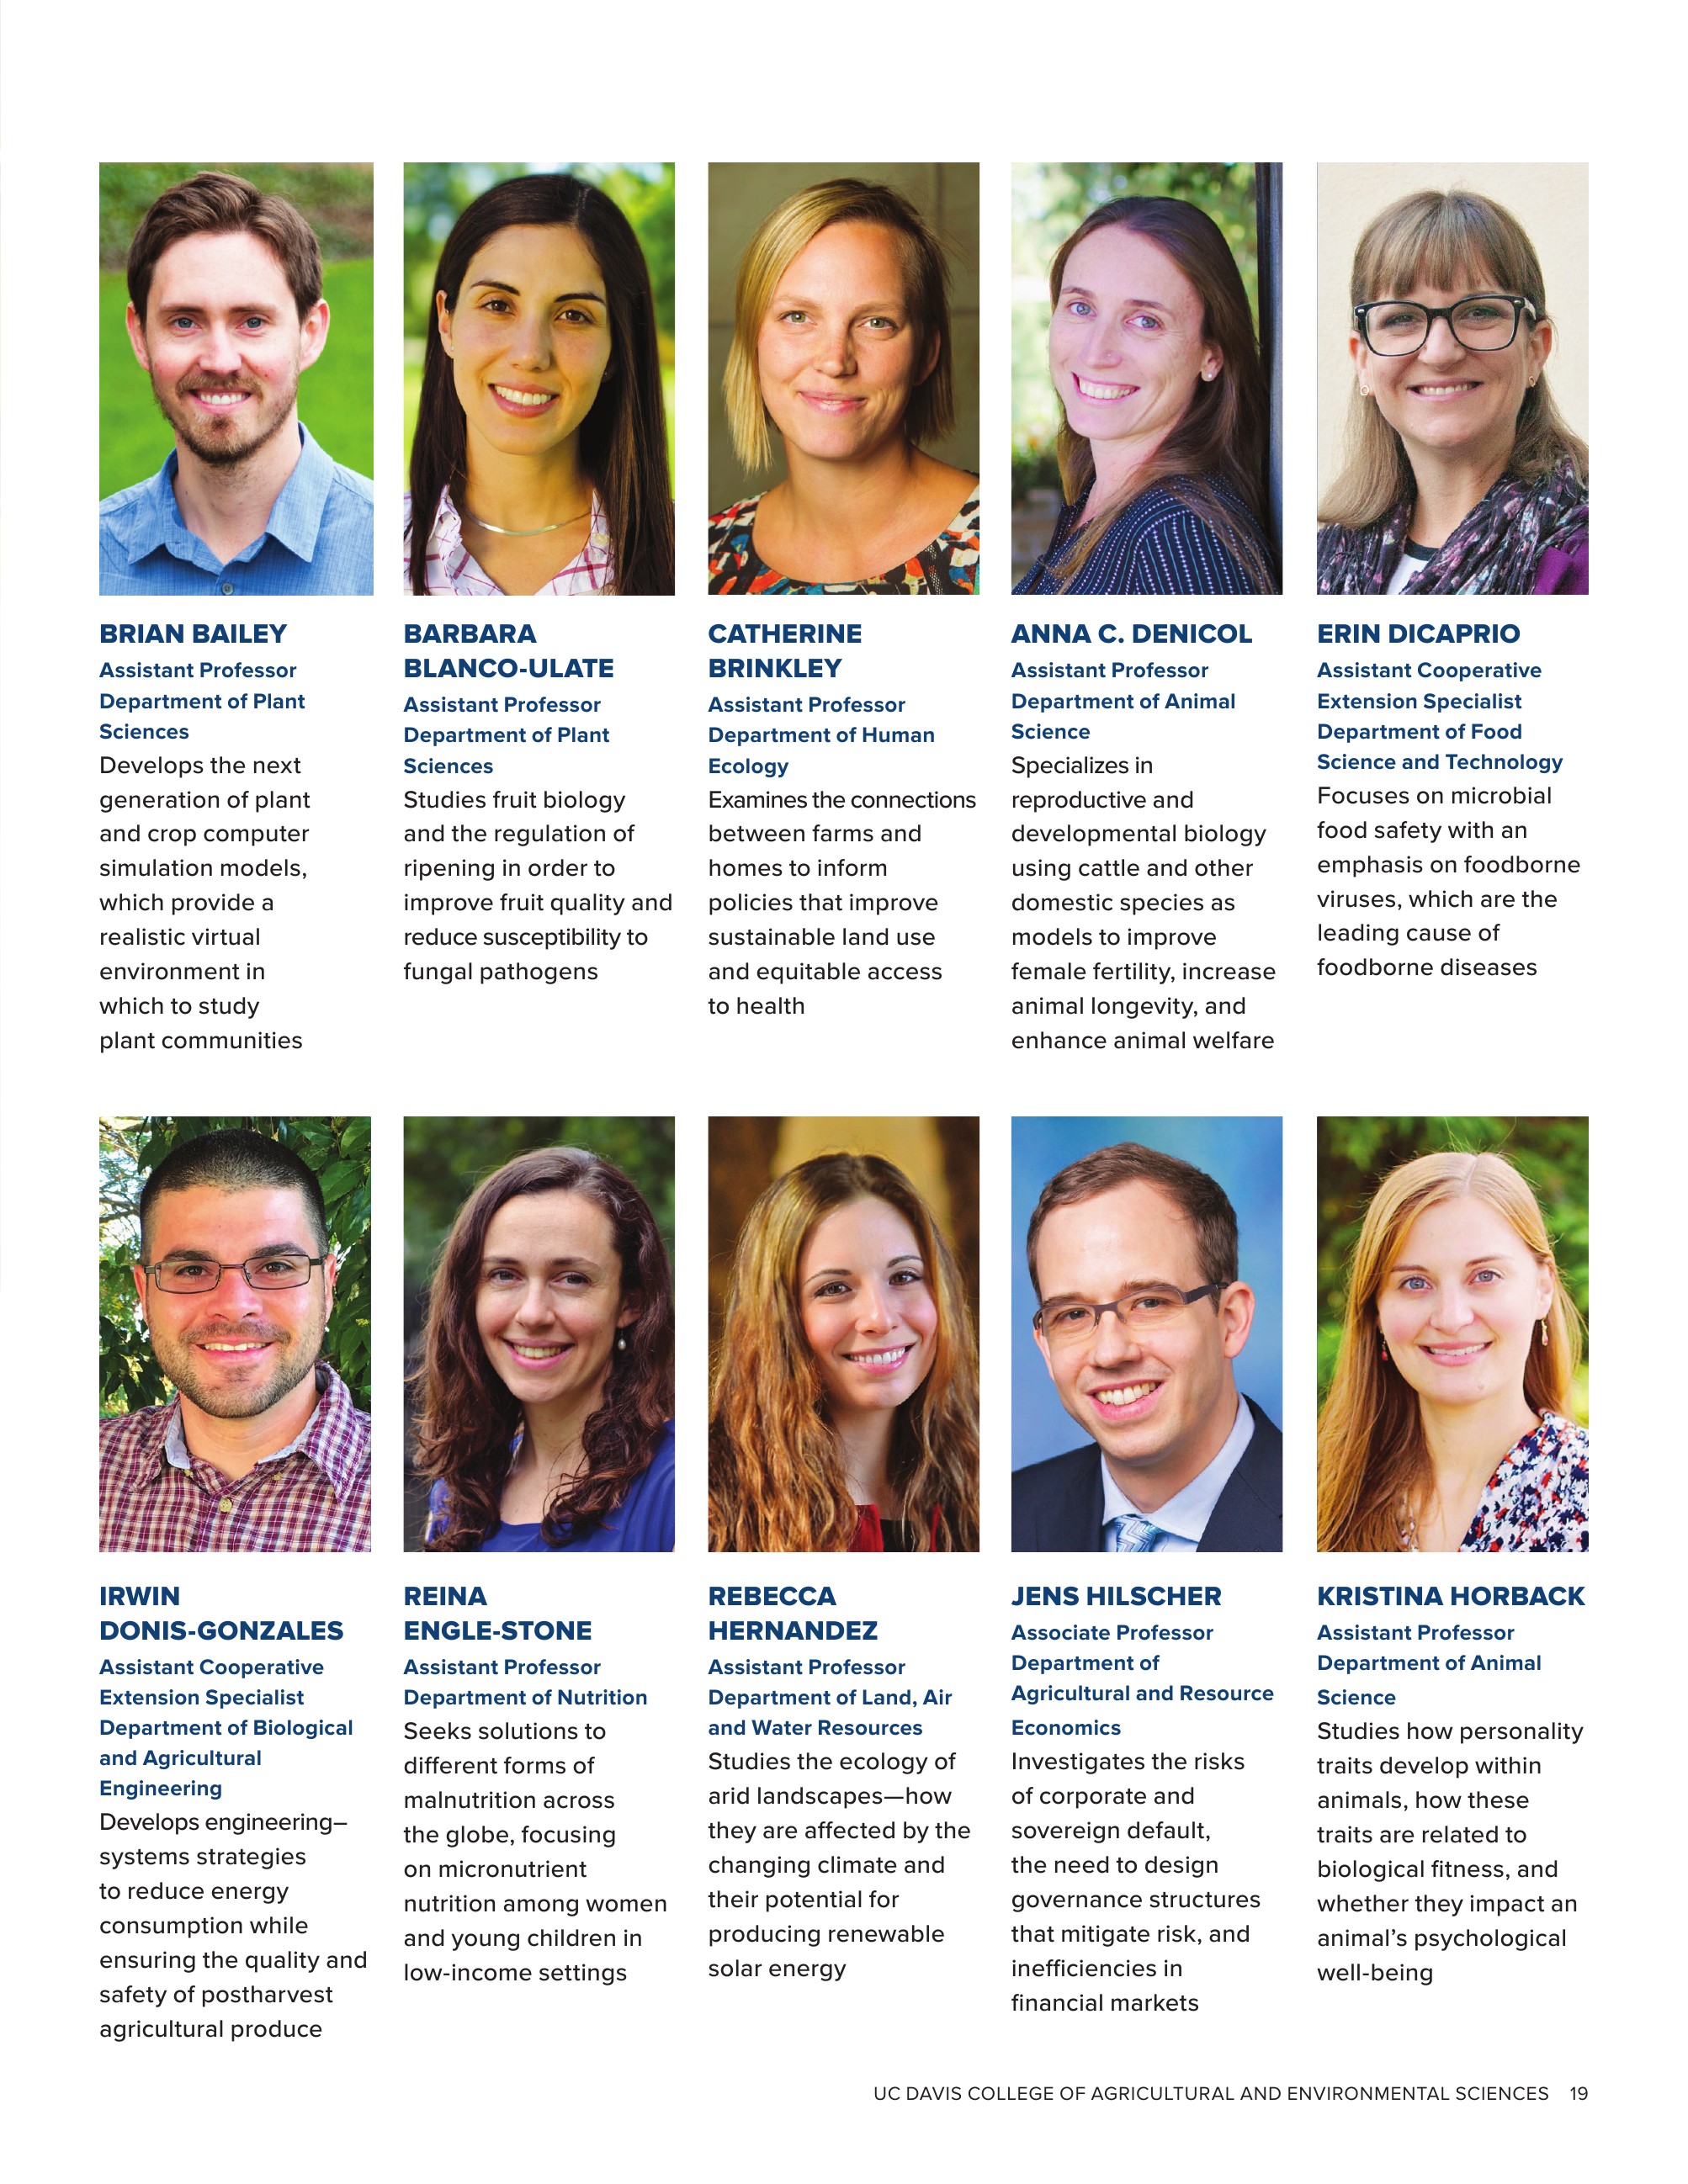 BRIAN BAILEY
Assistant Professor
Department of Plant
Sciences
Develops the next
generation of plant
and crop computer
simulation models,
which provide a
realistic virtual
environment in
which to study
plant communities
BARBARA
BLANCO-ULATE
Assistant Professor
Department of Plant
Sciences
Studies fruit biology
and the regulation of
ripening in order to
improve fruit quality and
reduce susceptibility to
fungal pathogens
CATHERINE
BRINKLEY
Assistant Professor
Department of Human
Ecology
Examines the connections
between farms and
homes to inform
policies that improve
sustainable land use
and equitable access
to health
ANNA C. DENICOL
Assistant Professor
Department of Animal
Science
Specializes in
reproductive and
developmental biology
using cattle and other
domestic species as
models to improve
female fertility, increase
animal longevity, and
enhance animal welfare
ERIN DICAPRIO
Assistant Cooperative
Extension Specialist
Department of Food
Science and Technology
Focuses on microbial
food safety with an
emphasis on foodborne
viruses, which are the
leading cause of
foodborne diseases
IRWIN
DONIS-GONZALES
Assistant Cooperative
Extension Specialist
Department of Biological
and Agricultural
Engineering
Develops engineering–
systems strategies
to reduce energy
consumption while
ensuring the quality and
safety of postharvest
agricultural produce
REINA
ENGLE-STONE
Assistant Professor
Department of Nutrition
Seeks solutions to
different forms of
malnutrition across
the globe, focusing
on micronutrient
nutrition among women
and young children in
low-income settings
REBECCA
HERNANDEZ
Assistant Professor
Department of Land, Air
and Water Resources
Studies the ecology of
arid landscapes—how
they are affected by the
changing climate and
their potential for
producing renewable
solar energy
JENS HILSCHER
Associate Professor
Department of
Agricultural and Resource
Economics
Investigates the risks
of corporate and
sovereign default,
the need to design
governance structures
that mitigate risk, and
inefficiencies in
financial markets
KRISTINA HORBACK
Assistant Professor
Department of Animal
Science
Studies how personality
traits develop within
animals, how these
traits are related to
biological fitness, and
whether they impact an
animal’s psychological
well-being
UC DAVIS COLLEGE OF AGRICULTURAL AND ENVIRONMENTAL SCIENCES 19